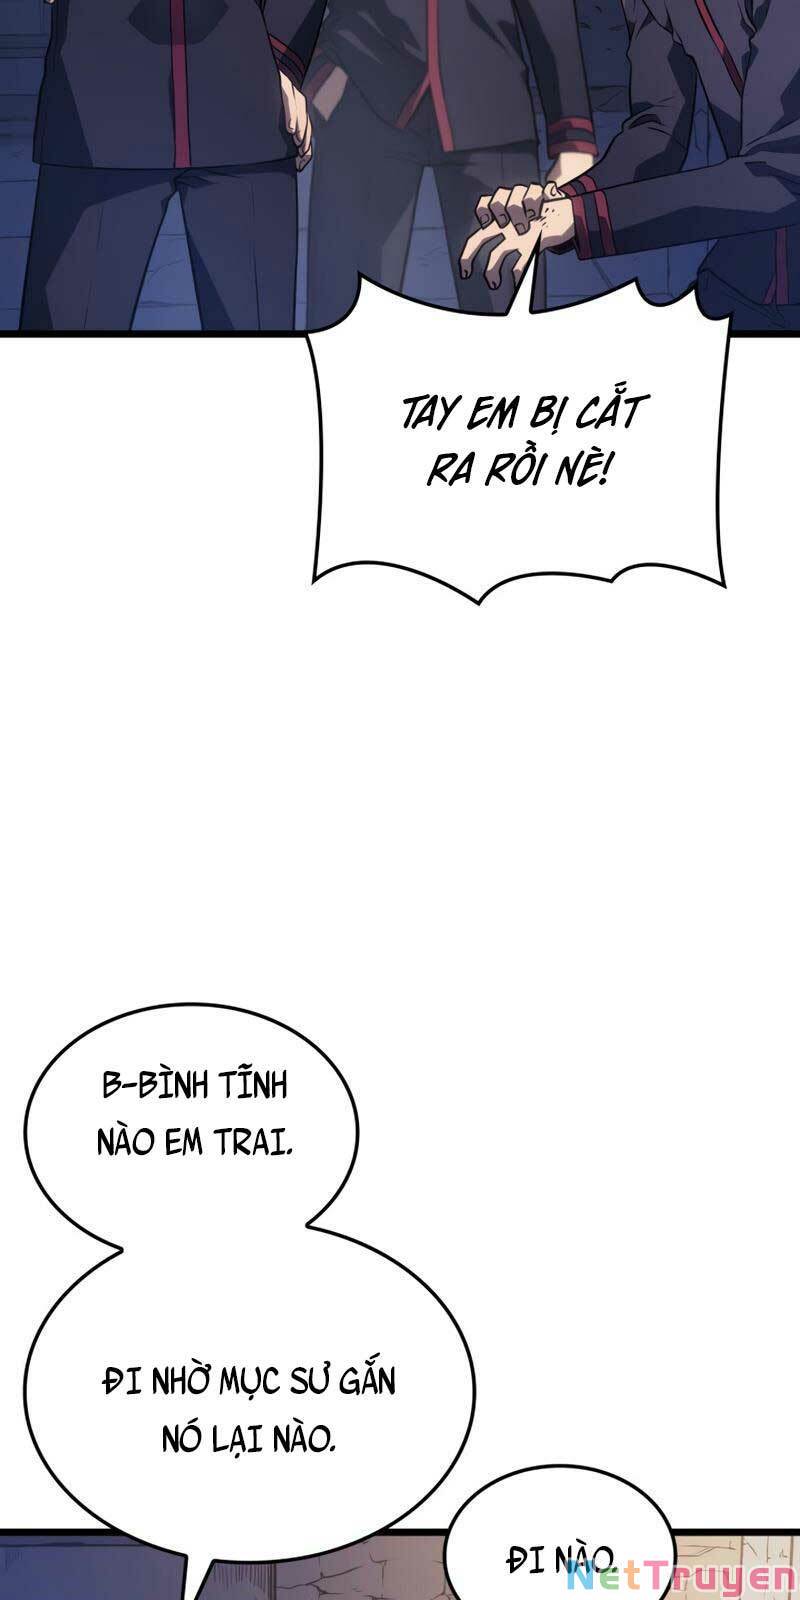 TAY EM BỊ CẮT
RA RỒI NÈ!
B-BÌNH TĨNH
NÀO EM TRAI.
ĐI NHỜ MỤC SƯ GẮN
NÓ LẠI NÀO.
ĐI NÀO.
NetTruyen